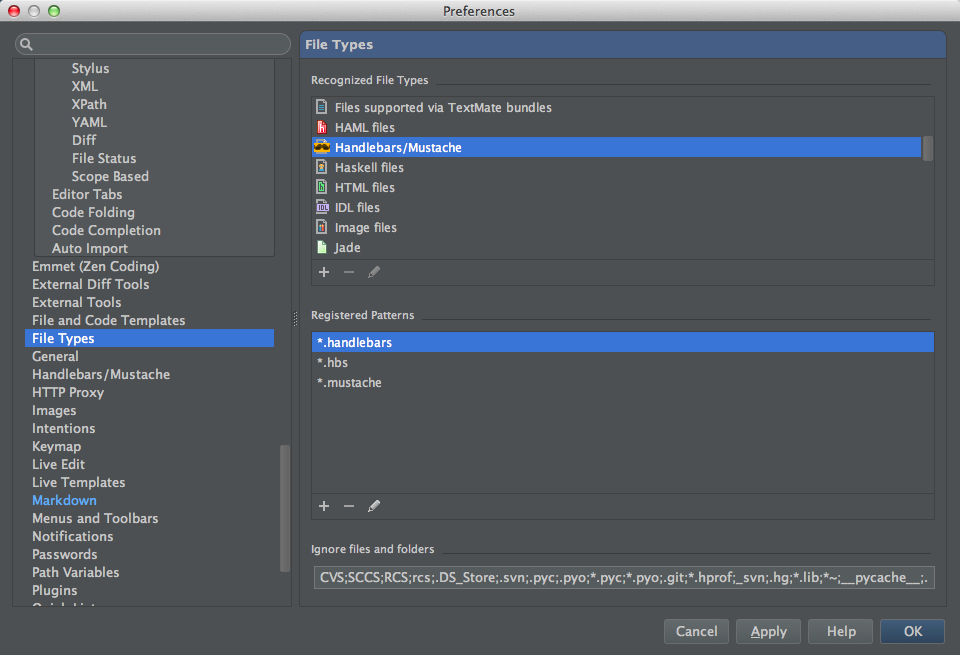 Preferences
Stylus
XML
XPath
YAML
Diff
File Status
Scope Based
Editor Tabs
Code Folding
Code Completion
Auto Import
Emmet (Zen Coding)
External Diff Tools
External Tools
File and Code Templates
File Types
General
Handlebars/Mustache
HTTP Proxy
Images
Intentions
Keymap
Live Edit
Live Templates
Markdown
Menus and Toolbars
Notifications
Passwords
Path Variables
Plugins
File Types
Recognized File Types
Files supported via TextMate bundles
HAML files
Handlebars/Mustache
Haskell files
HTML files
IDL files
Image files
Jade
Registered Patterns
*.handlebars
*.hbs
*.mustache
Ignore files and folders
CVS;SCCS;RCS;rcs;.DS_Store;.svn;.pyc;.pyo;*.pyc;*.pyo;.git;*.hprof;_svn;.hg;*.lib;*~;__pycache__;.
Cancel
Apply
Help
OK